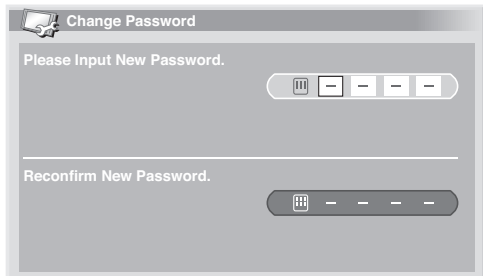 Change Password
Please Input New Password.
– – – –
Reconfirm New Password.
– – – –